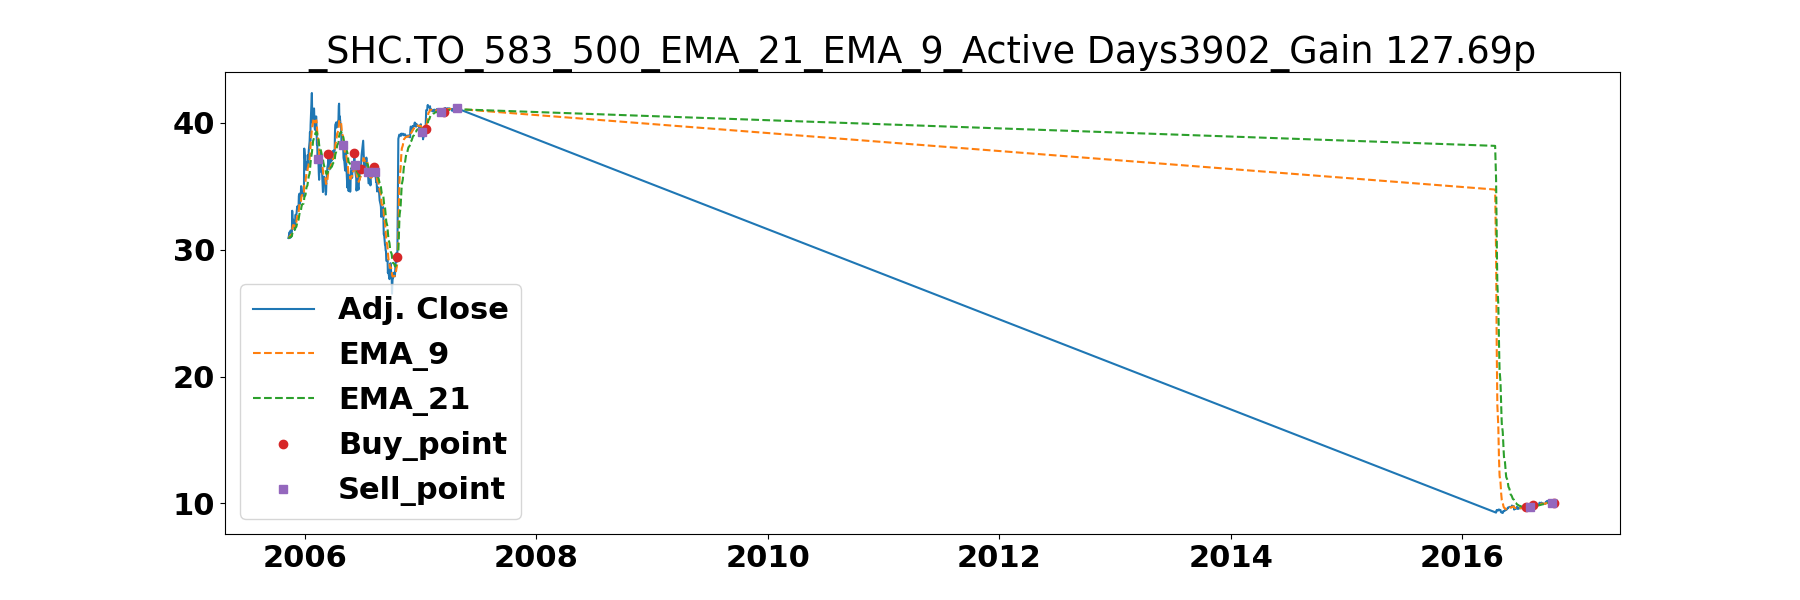 _SHC.TO_583_500_EMA_21_EMA_9_Active Days3902_Gain 127.69p
40
30
20
10
Adj. Close
EMA_9
EMA_21
Buy_point
Sell_point
2006 2008 2010 2012 2014 2016